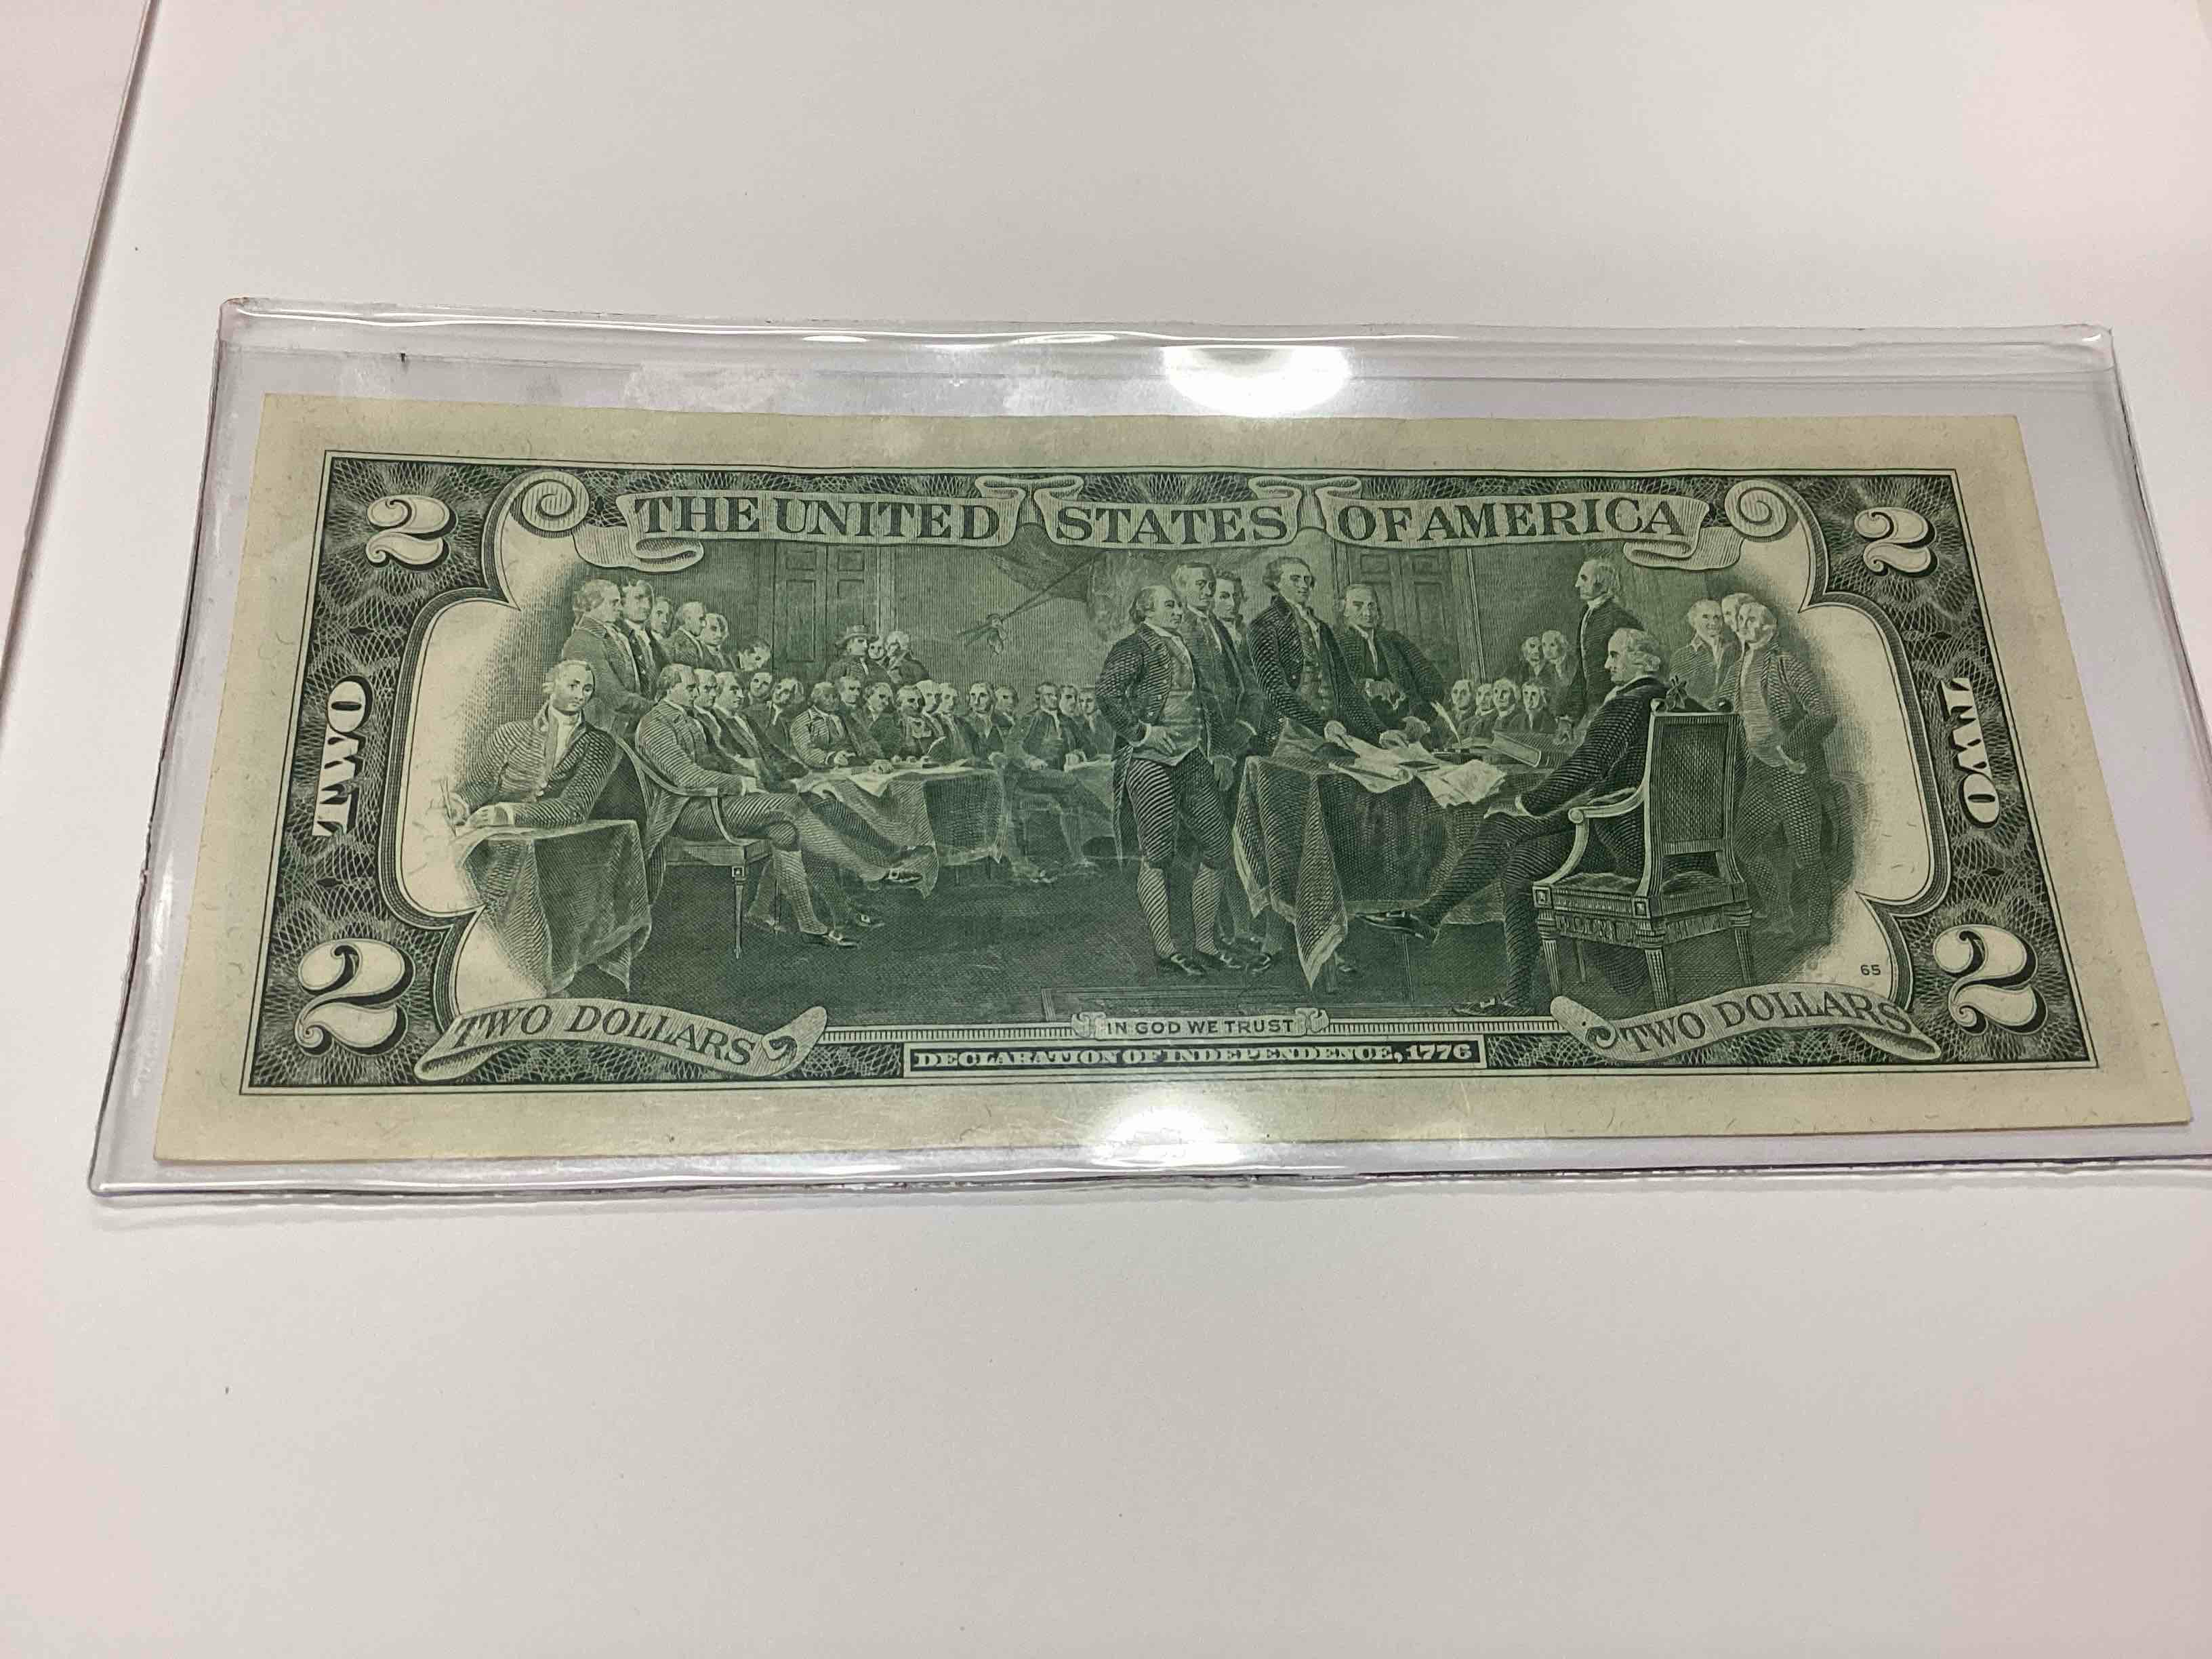 2 THE UNITED STATES OF AMERICA 2
TWO TWO
65
2 TWO DOLLARS IN GOD WE TRUST TWO DOLLARS 2
DECLARATION OF INDEPENDENCE, 1776